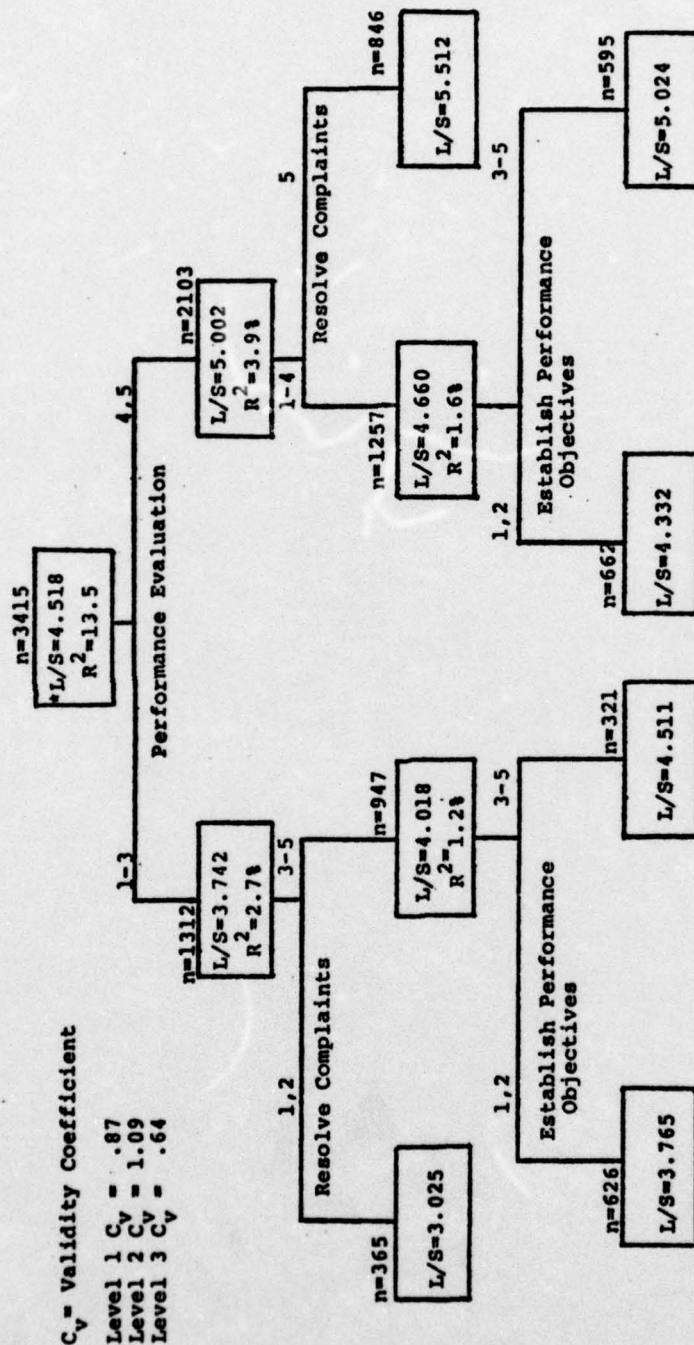 C_v = Validity Coefficient
Level 1 C_v = .87
Level 2 C_v = 1.09
Level 3 C_v = .64
n=3415
*L/S=4.518
R²=13.5
Performance Evaluation
1-3
4,5
n=1312
L/S=3.742
R²=2.7%
n=2103
L/S=5.002
R²=3.9%
1,2
3-5
Resolve Complaints
1-4
5
Resolve Complaints
n=365
L/S=3.025
n=947
L/S=4.018
R²=1.2%
n=1257
L/S=4.660
R²=1.6%
n=846
L/S=5.512
1,2
3-5
Establish Performance
Objectives
1,2
3-5
Establish Performance
Objectives
n=626
L/S=3.765
n=321
L/S=4.511
n=662
L/S=4.332
n=595
L/S=5.024